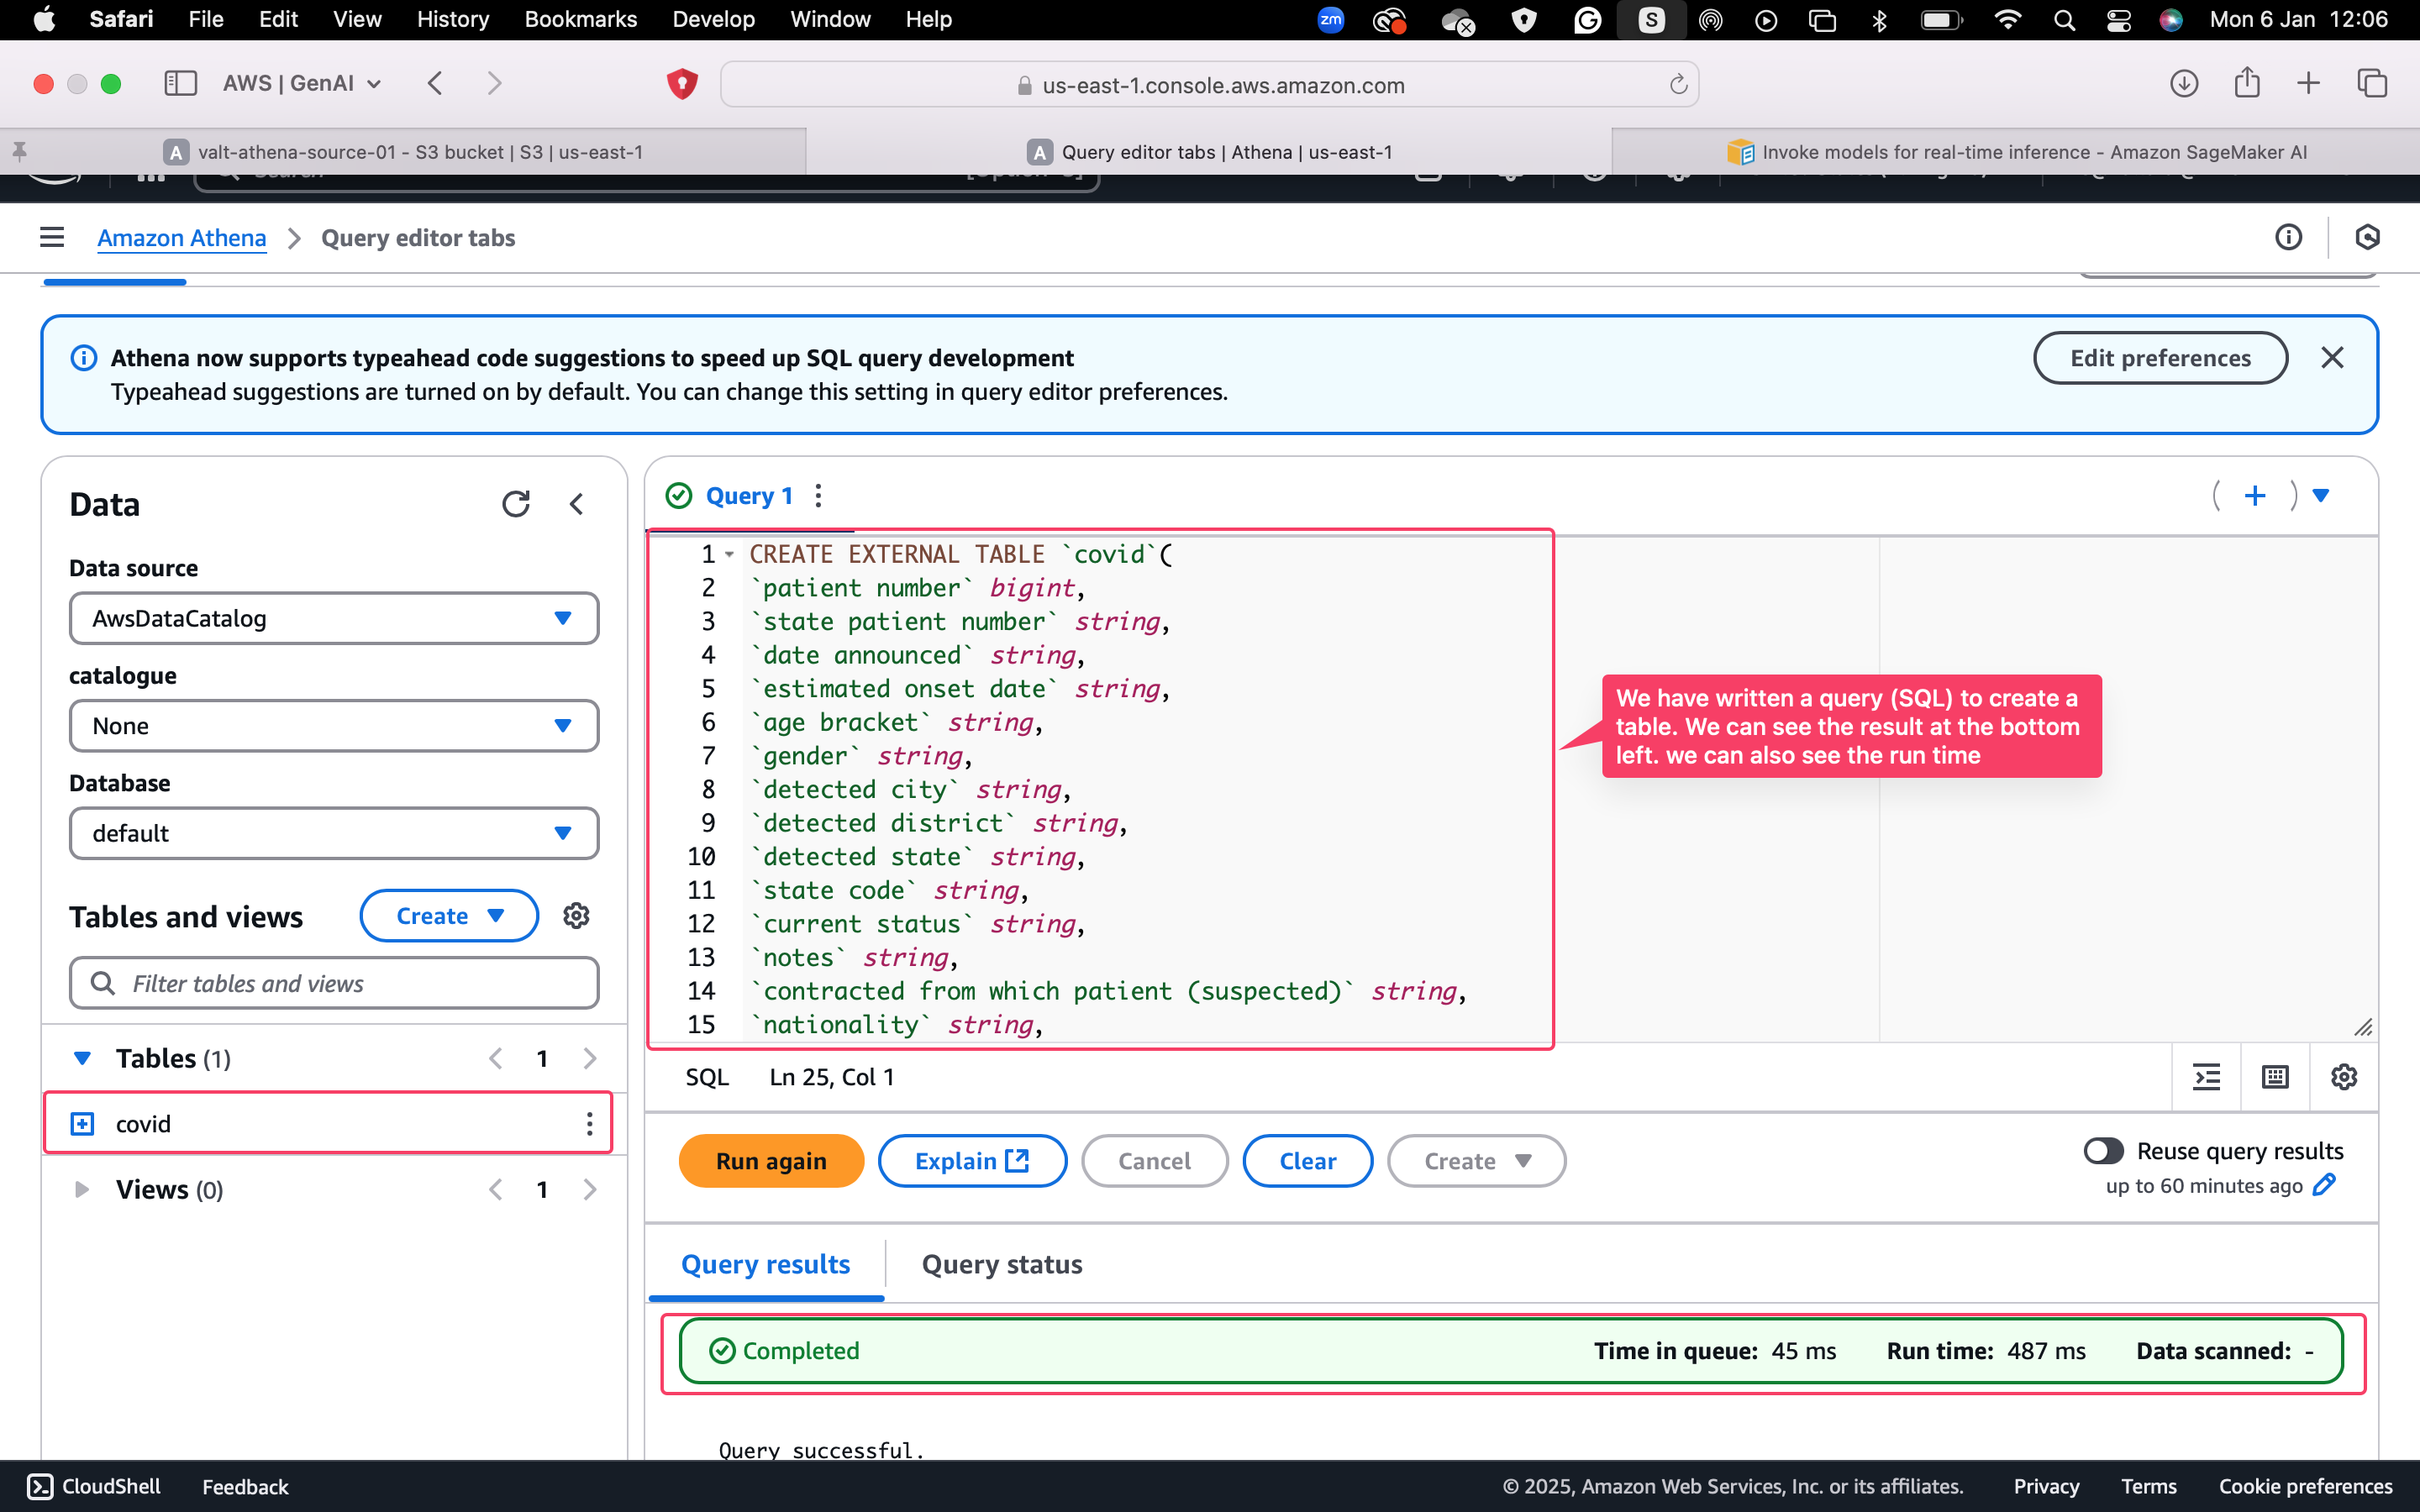 Safari File Edit View History Bookmarks Develop Window Help
zm
S
Mon 6 Jan 12:06
AWS | GenAI
us-east-1.console.aws.amazon.com
A valt-athena-source-01 - S3 bucket | S3 | us-east-1
A Query editor tabs | Athena | us-east-1
Invoke models for real-time inference - Amazon SageMaker AI
Amazon Athena
Query editor tabs
Athena now supports typeahead code suggestions to speed up SQL query development
Typeahead suggestions are turned on by default. You can change this setting in query editor preferences.
Edit preferences
Data
Data source
AwsDataCatalog
catalogue
None
Database
default
Tables and views
Create
Filter tables and views
Tables (1)
1
covid
Views (0)
1
Query 1
1 CREATE EXTERNAL TABLE `covid`(
2 `patient number` bigint,
3 `state patient number` string,
4 `date announced` string,
5 `estimated onset date` string,
6 `age bracket` string,
7 `gender` string,
8 `detected city` string,
9 `detected district` string,
10 `detected state` string,
11 `state code` string,
12 `current status` string,
13 `notes` string,
14 `contracted from which patient (suspected)` string,
15 `nationality` string,
We have written a query (SQL) to create a
table. We can see the result at the bottom
left. we can also see the run time
SQL Ln 25, Col 1
Run again
Explain
Cancel
Clear
Create
Reuse query results
up to 60 minutes ago
Query results
Query status
Completed
Time in queue: 45 ms
Run time: 487 ms
Data scanned: -
Query successful.
CloudShell
Feedback
© 2025, Amazon Web Services, Inc. or its affiliates.
Privacy
Terms
Cookie preferences